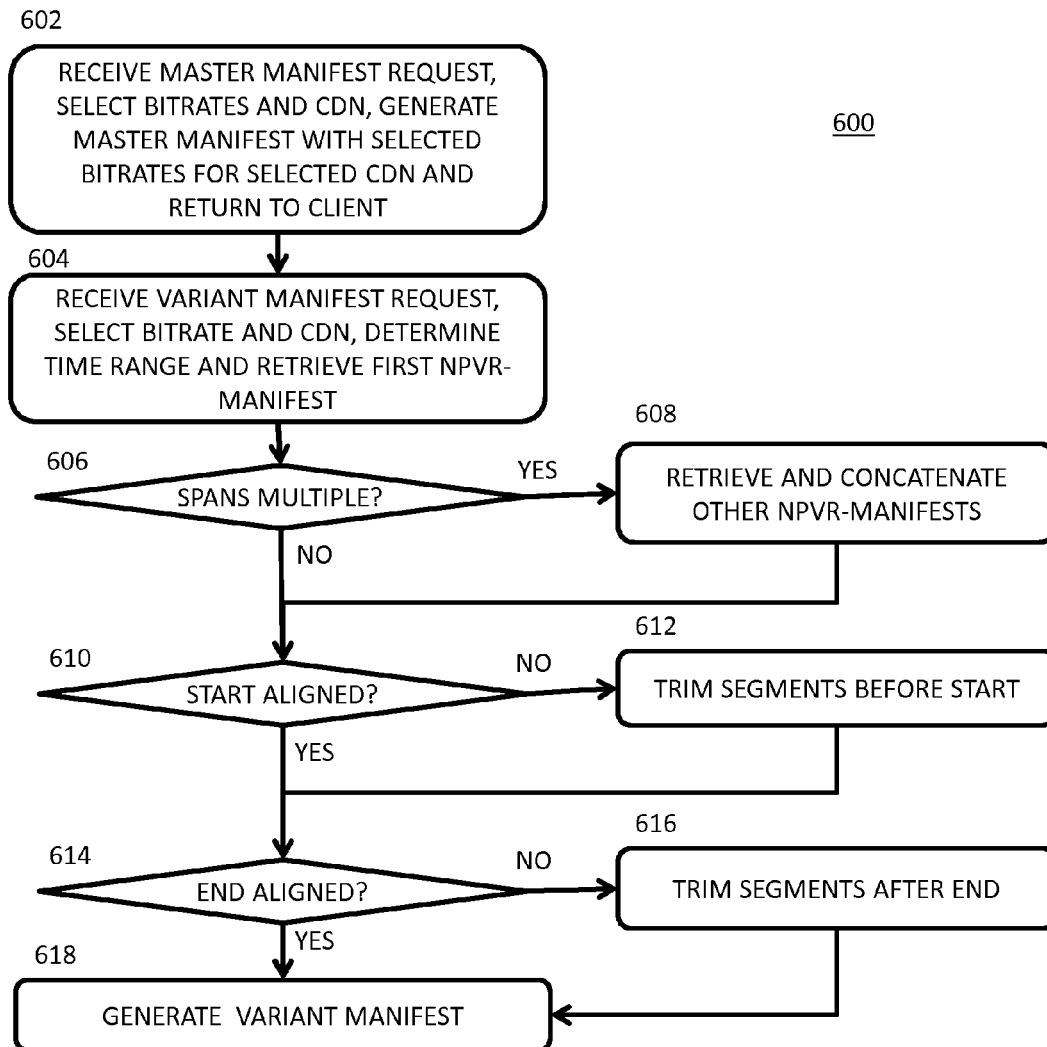 602
RECEIVE MASTER MANIFEST REQUEST,
SELECT BITRATES AND CDN, GENERATE
MASTER MANIFEST WITH SELECTED
BITRATES FOR SELECTED CDN AND
RETURN TO CLIENT
600
604
RECEIVE VARIANT MANIFEST REQUEST,
SELECT BITRATE AND CDN, DETERMINE
TIME RANGE AND RETRIEVE FIRST NPVR-
MANIFEST
606
SPANS MULTIPLE?
YES
NO
608
RETRIEVE AND CONCATENATE
OTHER NPVR-MANIFESTS
610
START ALIGNED?
NO
YES
612
TRIM SEGMENTS BEFORE START
614
END ALIGNED?
NO
YES
616
TRIM SEGMENTS AFTER END
618
GENERATE VARIANT MANIFEST